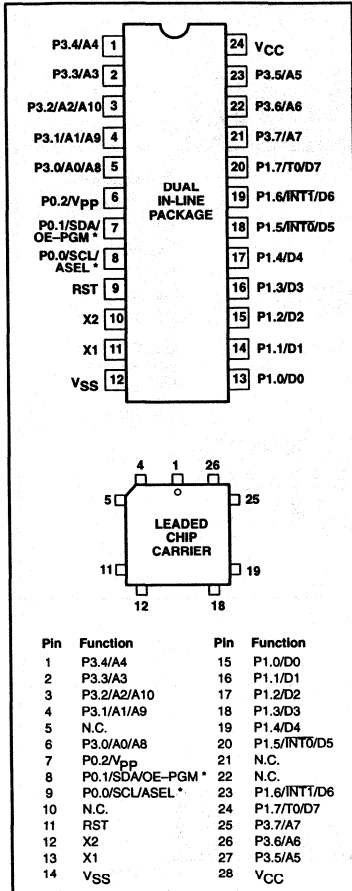 P3.4/A4 1
24 VCC
P3.3/A3 2
23 P3.5/A5
P3.2/A2/A10 3
22 P3.6/A6
P3.1/A1/A9 4
21 P3.7/A7
P3.0/A0/A8 5
20 P1.7/T0/D7
DUAL
IN-LINE
PACKAGE
P0.2/VPP 6
19 P1.6/INT1/D6
P0.1/SDA/
OE–PGM * 7
18 P1.5/INT0/D5
P0.0/SCL/
ASEL * 8
17 P1.4/D4
RST 9
16 P1.3/D3
X2 10
15 P1.2/D2
X1 11
14 P1.1/D1
VSS 12
13 P1.0/D0
4 1 26
5 25
LEADED
CHIP
CARRIER
11 19
12 18
Pin Function Pin Function
1 P3.4/A4 15 P1.0/D0
2 P3.3/A3 16 P1.1/D1
3 P3.2/A2/A10 17 P1.2/D2
4 P3.1/A1/A9 18 P1.3/D3
5 N.C. 19 P1.4/D4
6 P3.0/A0/A8 20 P1.5/INT0/D5
7 P0.2/VPP 21 N.C.
8 P0.1/SDA/OE–PGM * 22 N.C.
9 P0.0/SCL/ASEL * 23 P1.6/INT1/D6
10 N.C. 24 P1.7/T0/D7
11 RST 25 P3.7/A7
12 X2 26 P3.6/A6
13 X1 27 P3.5/A5
14 VSS 28 VCC